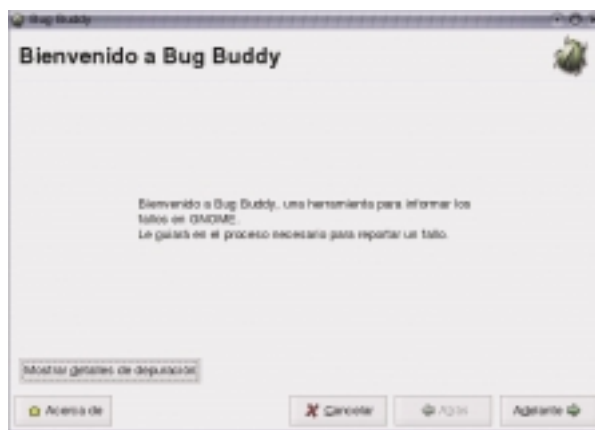 Bug Buddy
Bienvenido a Bug Buddy
Bienvenido a Bug Buddy, una herramienta para informar los
fallos en GNOME.
Le guiará en el proceso necesario para reportar un fallo.
Mostrar detalles de depuración
Acerca de
Cancelar
Atrás
Adelante